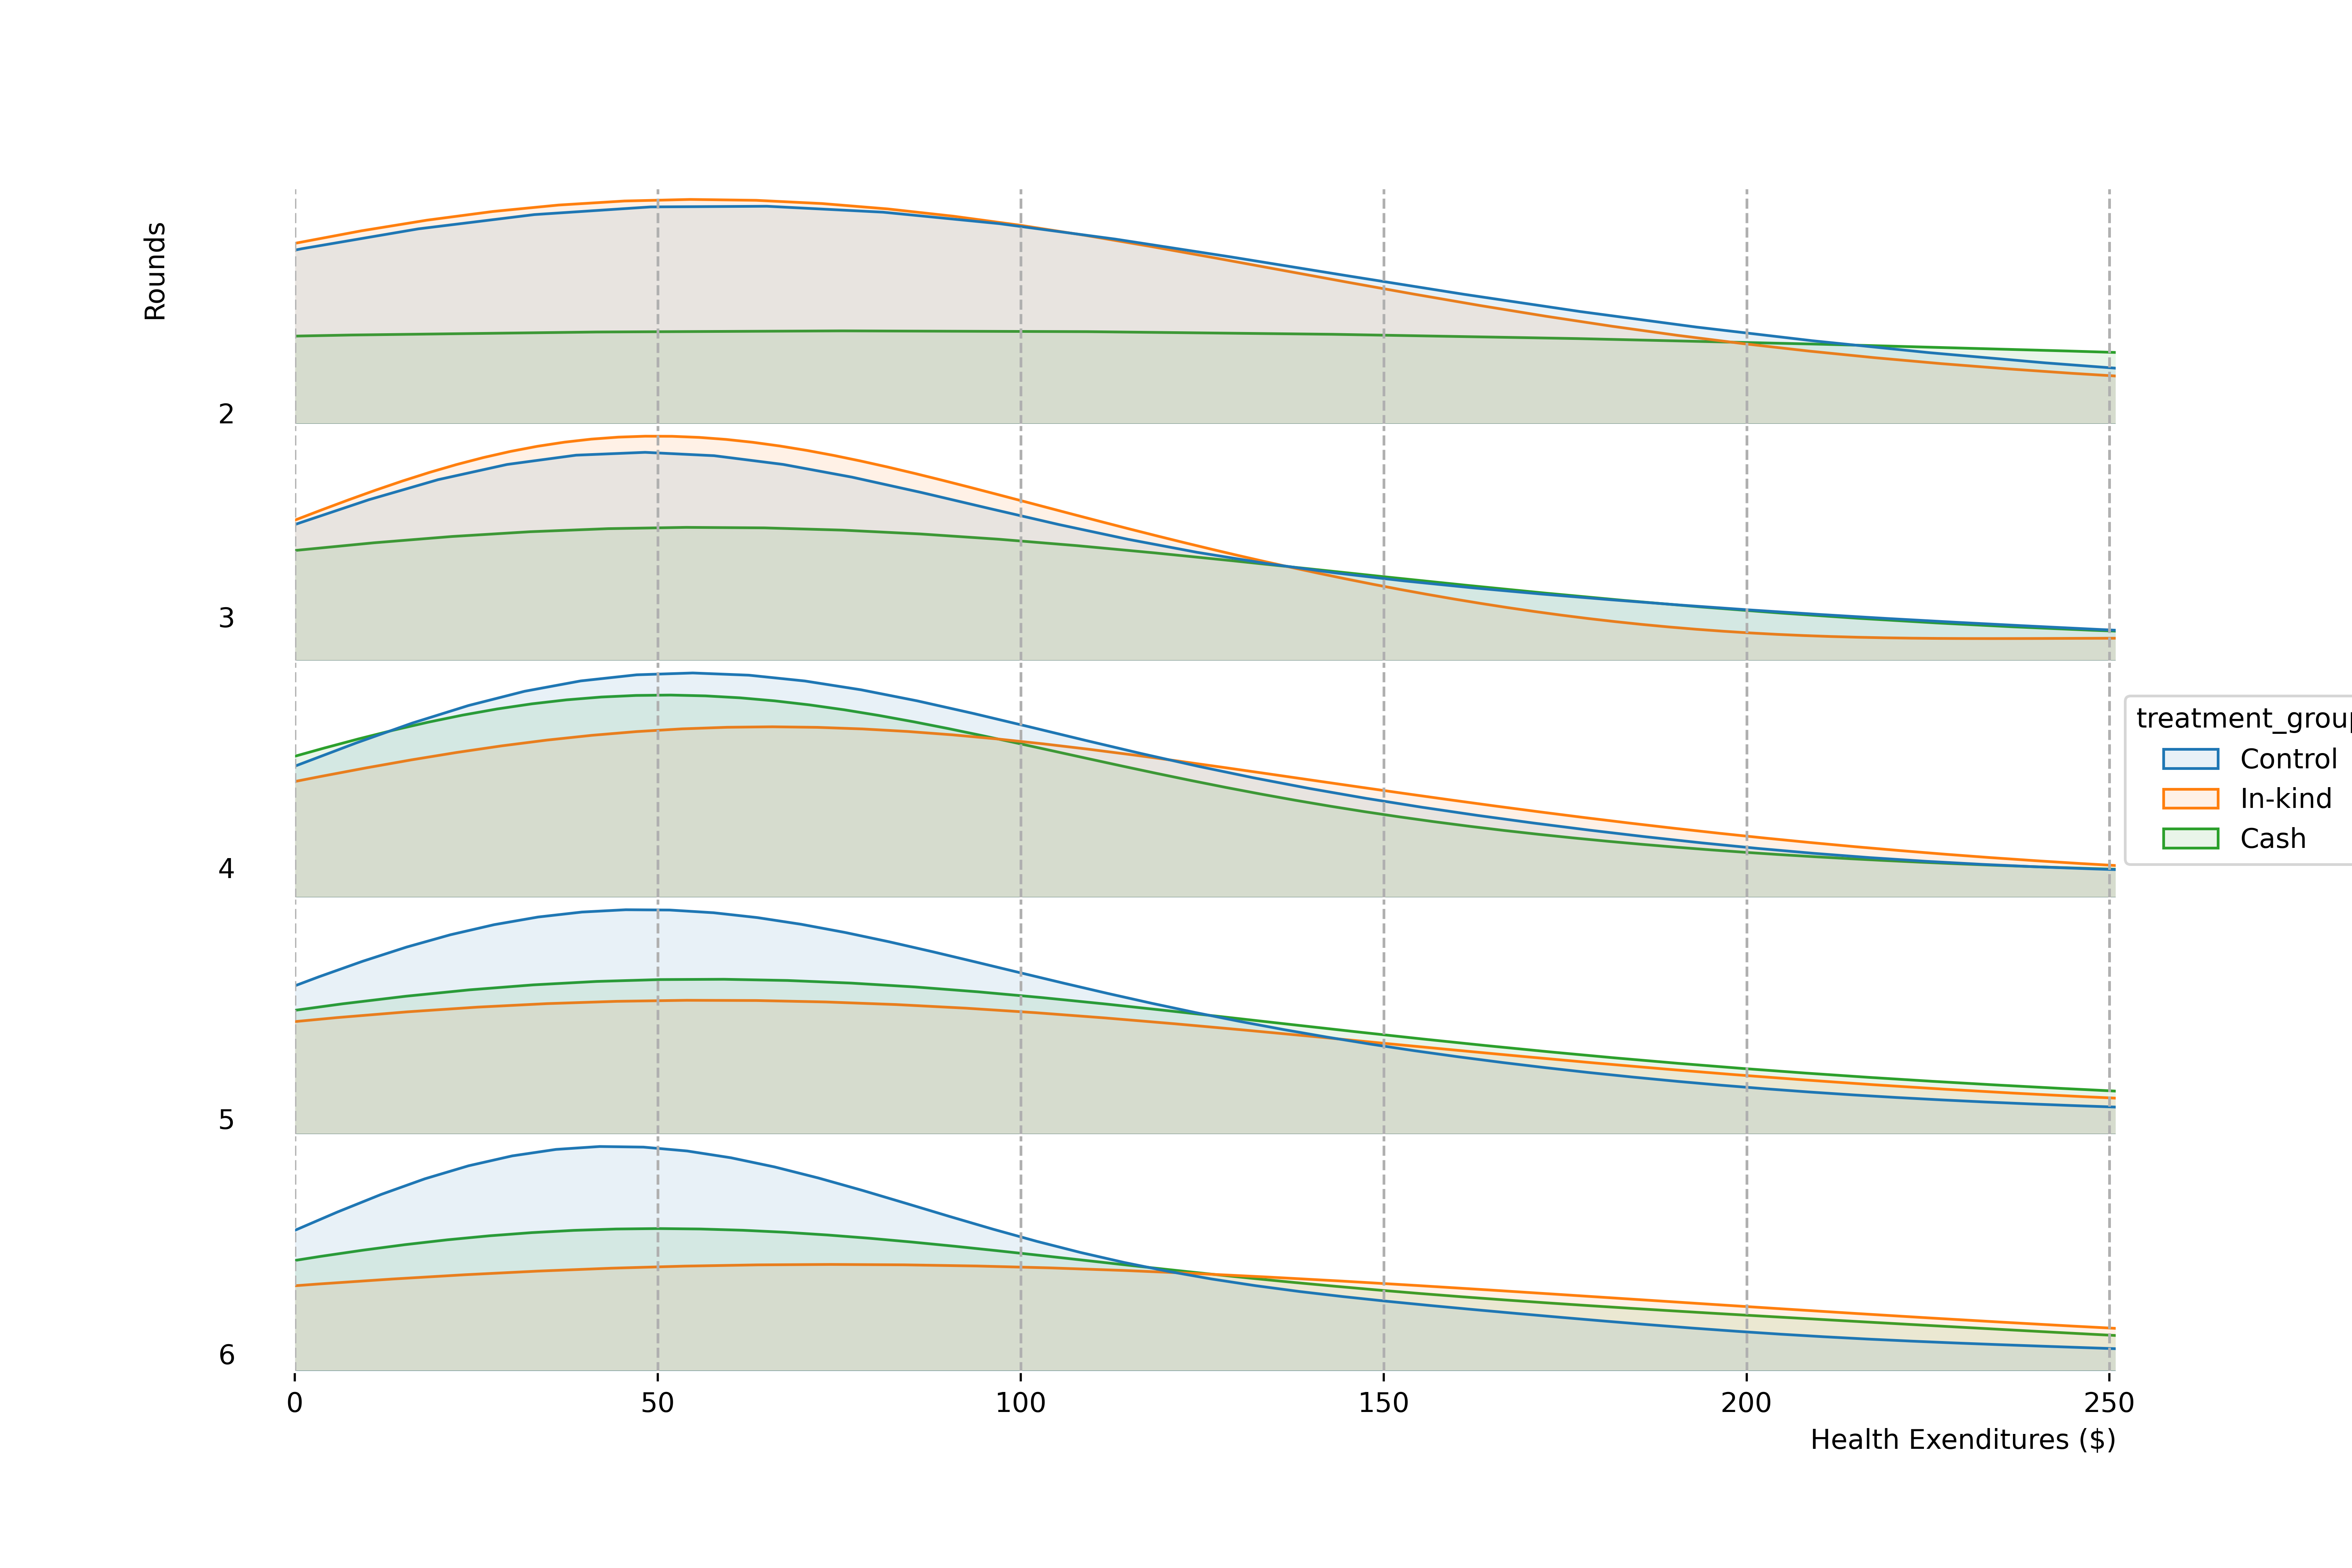 Rounds
2
3
4
5
6
treatment_group
Control
In-kind
Cash
0 50 100 150 200 250
Health Exenditures ($)